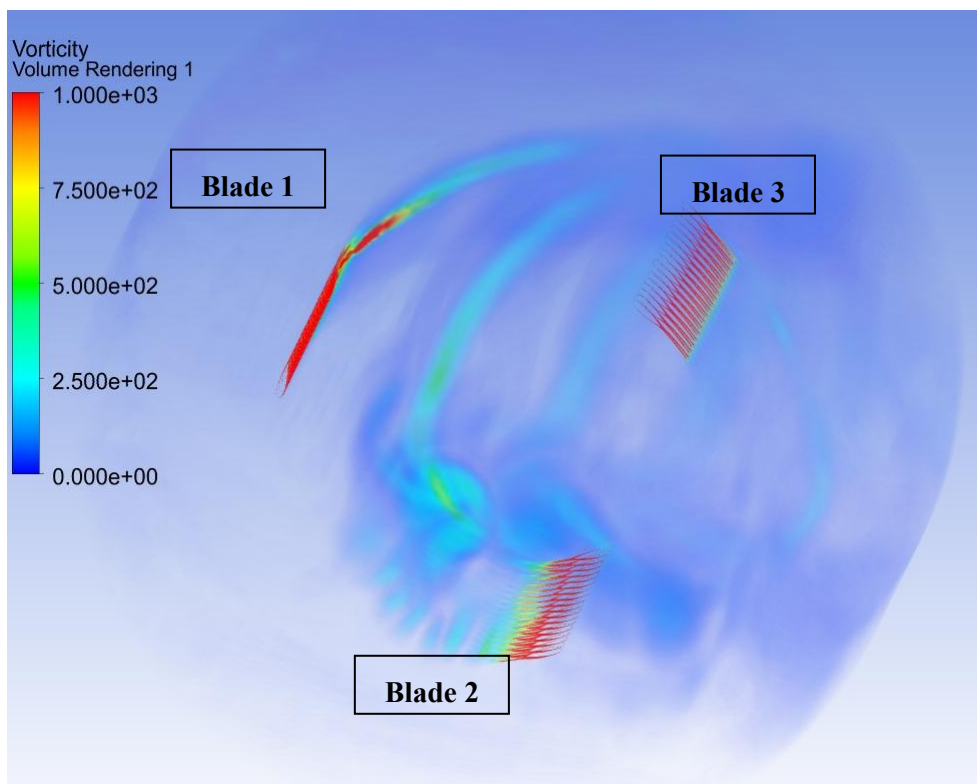 Vorticity
Volume Rendering 1
1.000e+03
7.500e+02
5.000e+02
2.500e+02
0.000e+00
Blade 1
Blade 3
Blade 2